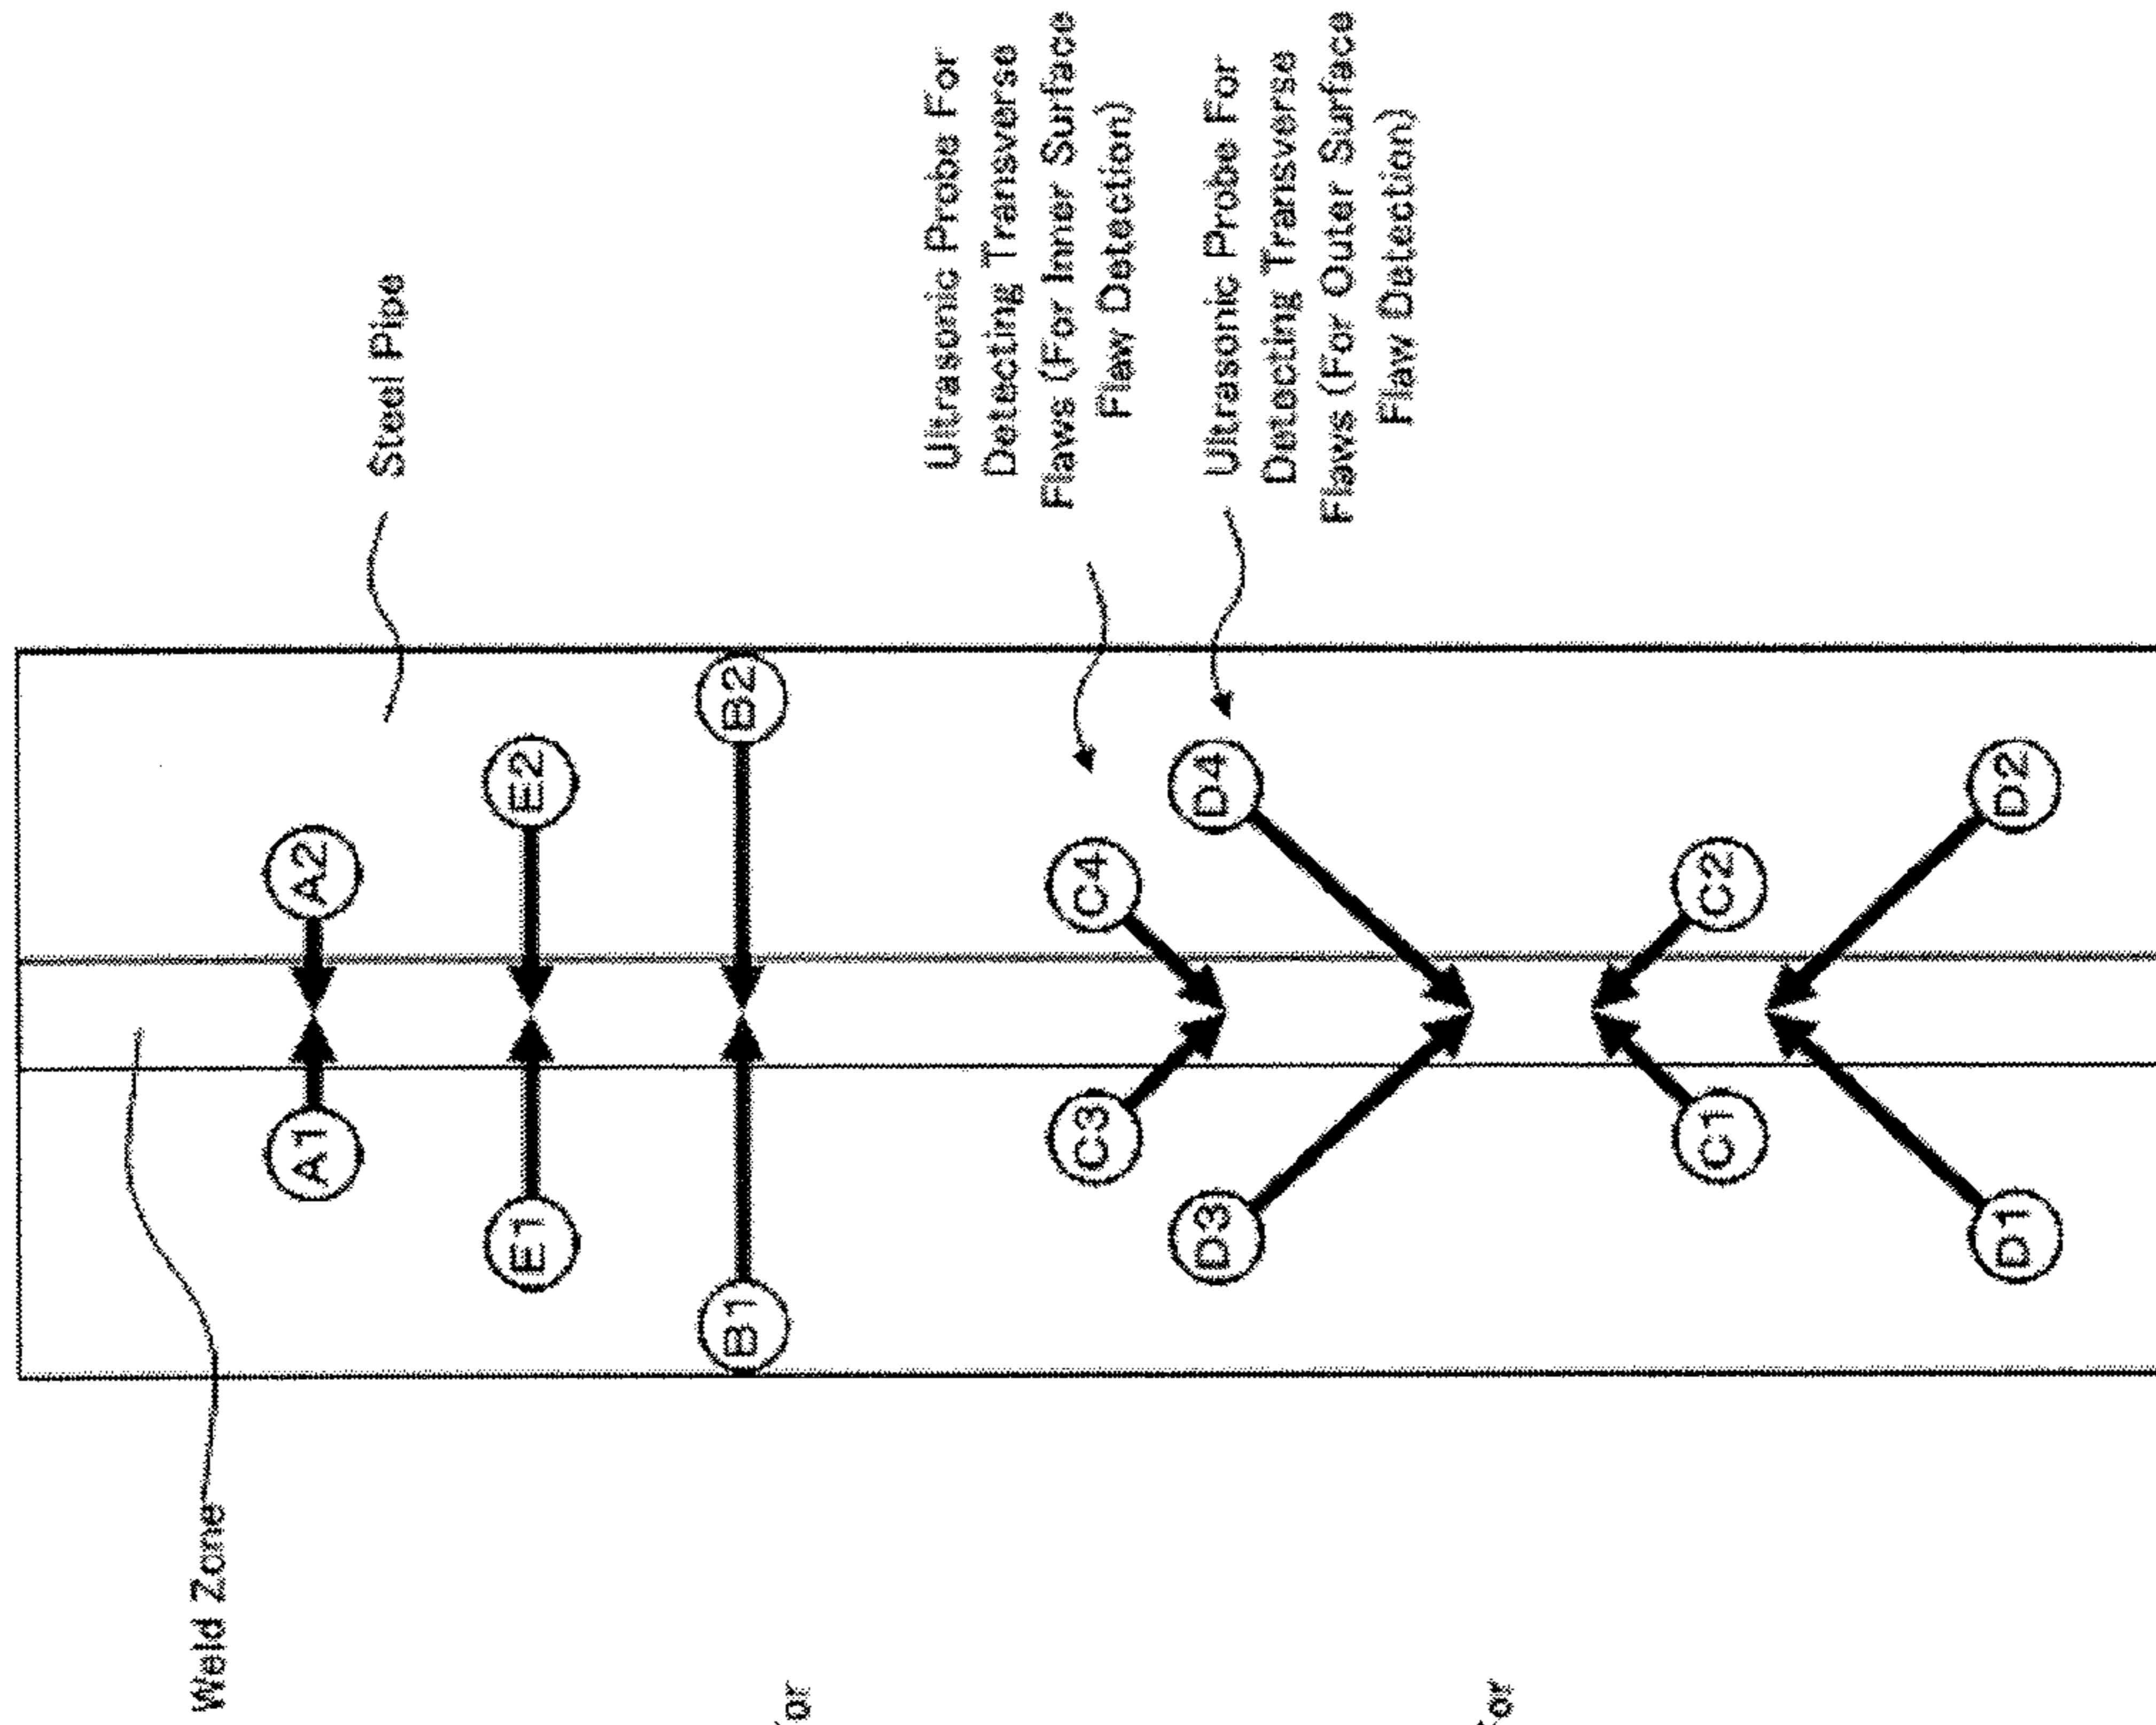 Weld Zone
Steel Pipe
Ultrasonic Probe For
Detecting Transverse
Flaws (For Inner Surface
Flaw Detection)
Ultrasonic Probe For
Detecting Transverse
Flaws (For Outer Surface
Flaw Detection)
A1
A2
E1
E2
B1
B2
C3
C4
D3
D4
C1
C2
D1
D2